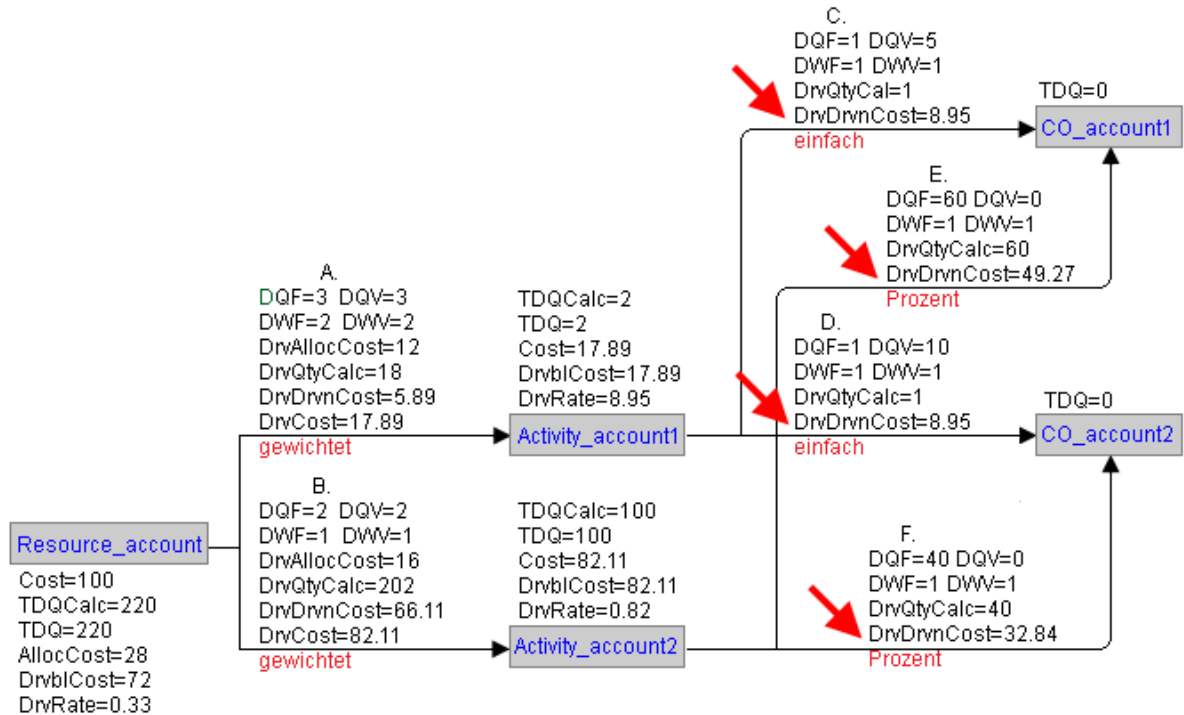 C.
DQF=1 DQV=5
DWF=1 DWV=1
DrvQtyCal=1
DrvDrvnCost=8.95
einfach
TDQ=0
CO_account1
E.
DQF=60 DQV=0
DWF=1 DWV=1
DrvQtyCalc=60
DrvDrvnCost=49.27
Prozent
A.
DQF=3 DQV=3
DWF=2 DWV=2
DrvAllocCost=12
DrvQtyCalc=18
DrvDrvnCost=5.89
DrvCost=17.89
gewichtet
TDQCalc=2
TDQ=2
Cost=17.89
DrvblCost=17.89
DrvRate=8.95
Activity_account1
D.
DQF=1 DQV=10
DWF=1 DWV=1
DrvQtyCalc=1
DrvDrvnCost=8.95
einfach
TDQ=0
CO_account2
B.
DQF=2 DQV=2
DWF=1 DWV=1
DrvAllocCost=16
DrvQtyCalc=202
DrvDrvnCost=66.11
DrvCost=82.11
gewichtet
TDQCalc=100
TDQ=100
Cost=82.11
DrvblCost=82.11
DrvRate=0.82
Activity_account2
F.
DQF=40 DQV=0
DWF=1 DWV=1
DrvQtyCalc=40
DrvDrvnCost=32.84
Prozent
Resource_account
Cost=100
TDQCalc=220
TDQ=220
AllocCost=28
DrvblCost=72
DrvRate=0.33